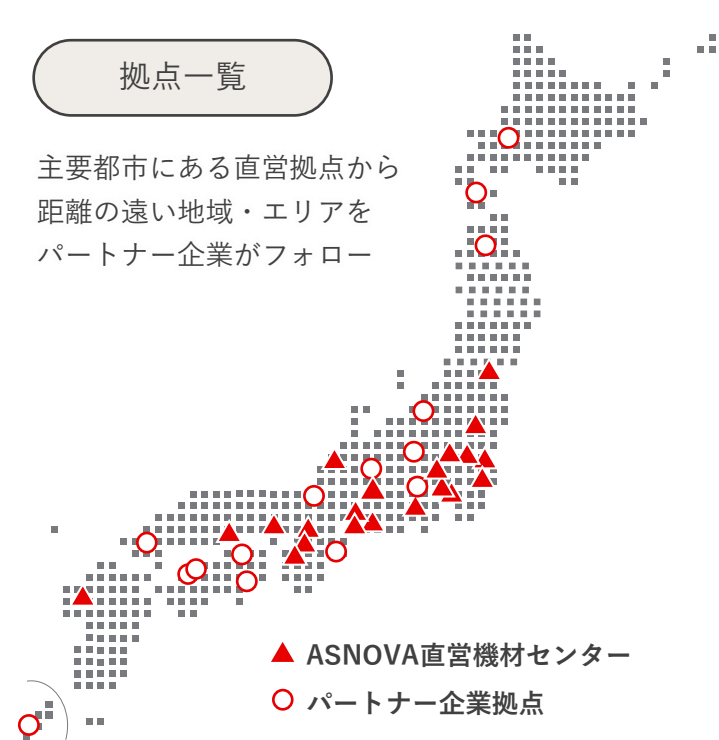 拠点一覧
主要都市にある直営拠点から
距離の遠い地域・エリアを
パートナー企業がフォロー
ASNOVA直営機材センター
パートナー企業拠点